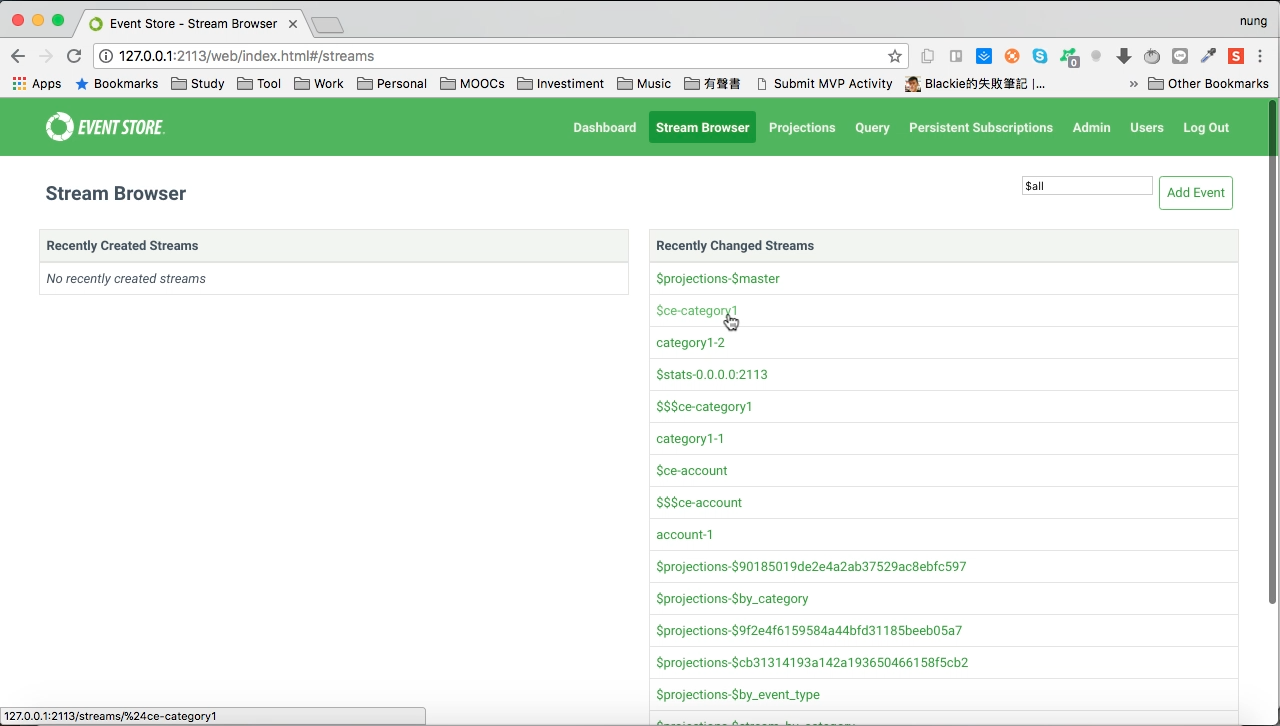 Event Store - Stream Browser
nung
127.0.0.1:2113/web/index.html#/streams
0
S
Apps Bookmarks Study Tool Work Personal MOOCs Investiment Music 有聲書 Submit MVP Activity Blackie的失敗筆記 |... » Other Bookmarks
EVENT STORE
Dashboard Stream Browser Projections Query Persistent Subscriptions Admin Users Log Out
Stream Browser
$all
Add Event
Recently Created Streams
No recently created streams
Recently Changed Streams
$projections-$master
$ce-category1
category1-2
$stats-0.0.0.0:2113
$$$ce-category1
category1-1
$ce-account
$$$ce-account
account-1
$projections-$90185019de2e4a2ab37529ac8ebfc597
$projections-$by_category
$projections-$9f2e4f6159584a44bfd31185beeb05a7
$projections-$cb31314193a142a193650466158f5cb2
$projections-$by_event_type
$projections-$stream_by_category
127.0.0.1:2113/streams/%24ce-category1